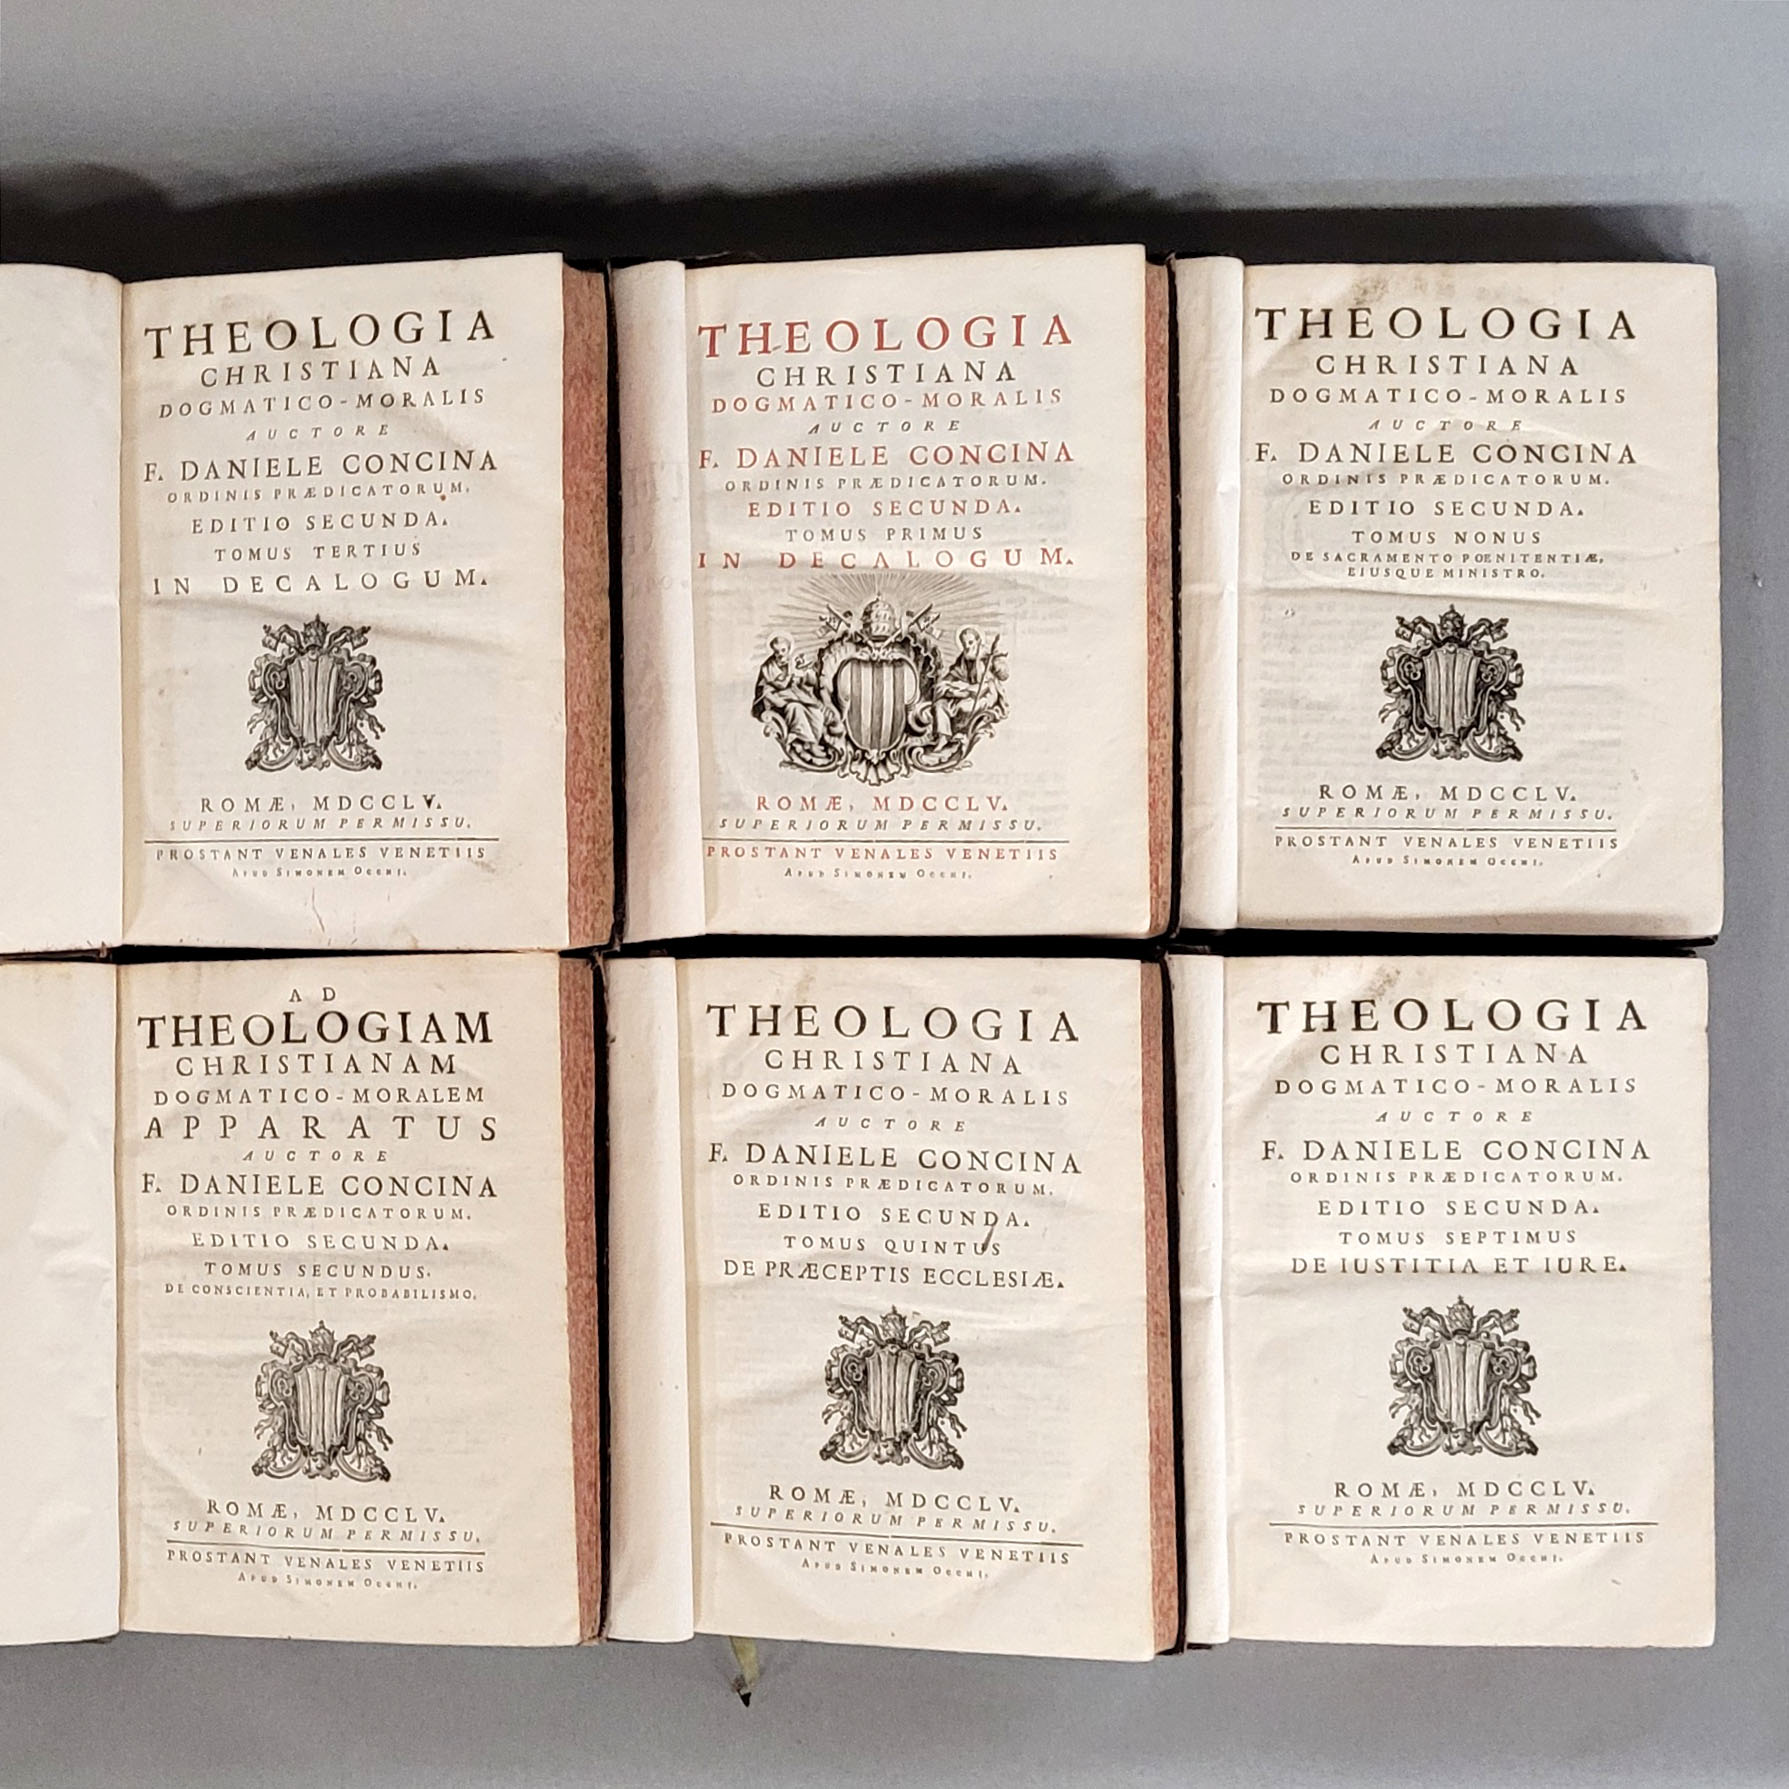 THEOLOGIA
CHRISTIANA
DOGMATICO-MORALIS
AUCTORE
F. DANIELE CONCINA
ORDINIS PRÆDICATORUM.
EDITIO SECUNDA.
TOMUS TERTIUS
IN DECALOGUM.
ROMÆ, MDCCLV.
SUPERIORUM PERMISSU.
PROSTANT VENALES VENETIIS
APUD SIMONEM OCCHI.
THEOLOGIA
CHRISTIANA
DOGMATICO-MORALIS
AUCTORE
F. DANIELE CONCINA
ORDINIS PRÆDICATORUM.
EDITIO SECUNDA.
TOMUS PRIMUS
IN DECALOGUM.
ROMÆ, MDCCLV.
SUPERIORUM PERMISSU.
PROSTANT VENALES VENETIIS
APUD SIMONEM OCCHI.
THEOLOGIA
CHRISTIANA
DOGMATICO-MORALIS
AUCTORE
F. DANIELE CONCINA
ORDINIS PRÆDICATORUM.
EDITIO SECUNDA.
TOMUS NONUS
DE SACRAMENTO POENITENTIÆ,
EIUSQUE MINISTRO.
ROMÆ, MDCCLV.
SUPERIORUM PERMISSU.
PROSTANT VENALES VENETIIS
APUD SIMONEM OCCHI.
AD
THEOLOGIAM
CHRISTIANAM
DOGMATICO-MORALEM
APPARATUS
AUCTORE
F. DANIELE CONCINA
ORDINIS PRÆDICATORUM.
EDITIO SECUNDA.
TOMUS SECUNDUS.
DE CONSCIENTIA, ET PROBABILISMO.
ROMÆ, MDCCLV.
SUPERIORUM PERMISSU.
PROSTANT VENALES VENETIIS
APUD SIMONEM OCCHI.
THEOLOGIA
CHRISTIANA
DOGMATICO-MORALIS
AUCTORE
F. DANIELE CONCINA
ORDINIS PRÆDICATORUM.
EDITIO SECUNDA.
TOMUS QUINTUS
DE PRÆCEPTIS ECCLESIÆ.
ROMÆ, MDCCLV.
SUPERIORUM PERMISSU.
PROSTANT VENALES VENETIIS
APUD SIMONEM OCCHI.
THEOLOGIA
CHRISTIANA
DOGMATICO-MORALIS
AUCTORE
F. DANIELE CONCINA
ORDINIS PRÆDICATORUM.
EDITIO SECUNDA.
TOMUS SEPTIMUS
DE IUSTITIA ET IURE.
ROMÆ, MDCCLV.
SUPERIORUM PERMISSU.
PROSTANT VENALES VENETIIS
APUD SIMONEM OCCHI.